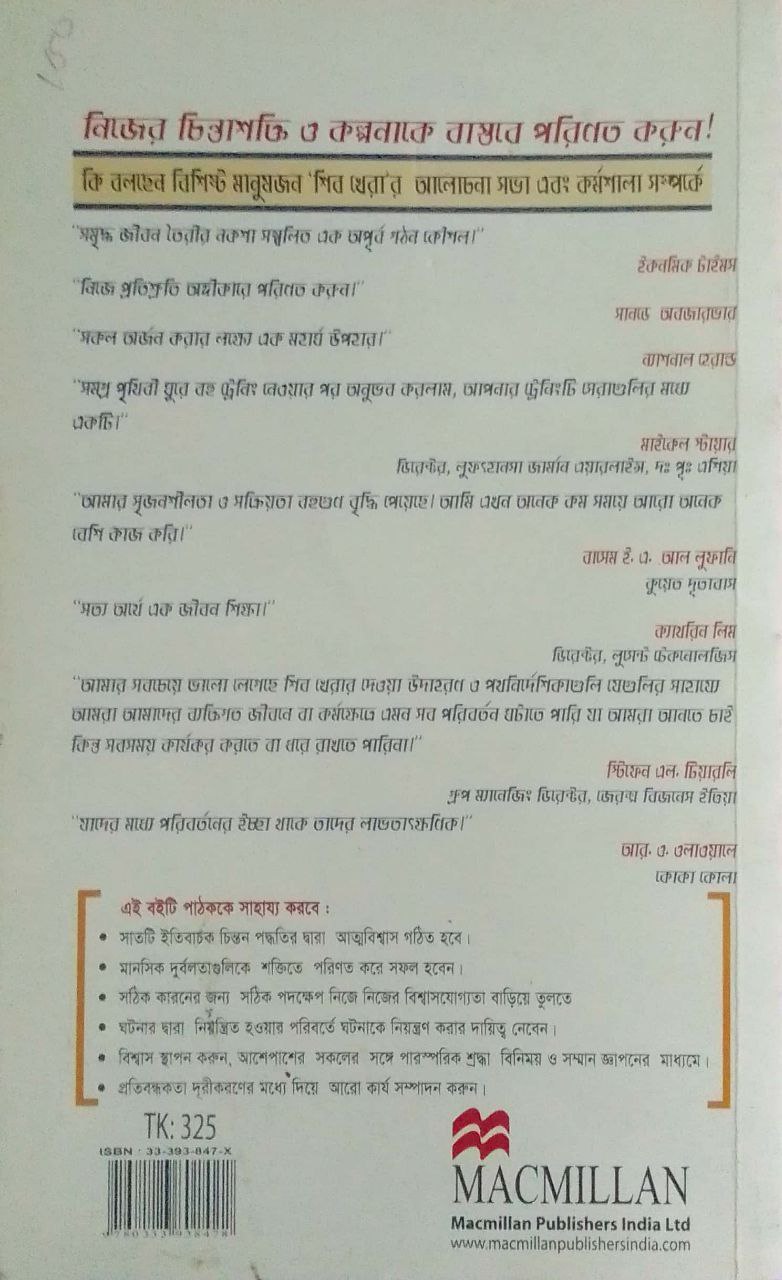 নিজের চিন্তাশক্তি ও কল্পনাকে বাস্তবে পরিণত করুন!
কি বলছেন বিশিষ্ট মানুষজন 'শিব খেরা'র আলোচনা সভা এবং কর্মশালা সম্পর্কে
"সমৃদ্ধ জীবন তৈরীর নকশা সম্বলিত এক অপূর্ব গঠন কৌশল।"
ইকনমিক টাইমস
"নিজে প্রতিশ্রুতি অঙ্গীকারে পরিণত করুন।"
সানডে অবজারভার
"সকল অর্জন করার লক্ষ্যে এক মহার্ঘ উপহার।"
ন্যাশনাল হেরাল্ড
"সমগ্র পৃথিবী ঘুরে বহু ট্রেনিং নেওয়ার পর অনুভব করলাম, আপনার ট্রেনিংটি সেরাগুলির মধ্যে
একটি।"
মাইকেল স্টায়ার
ডিরেক্টর, লুফৎহানসা জার্মান এয়ারলাইন্স, দঃ পূঃ এশিয়া
"আমার সৃজনশীলতা ও সক্রিয়তা বহুগুণ বৃদ্ধি পেয়েছে। আমি এখন অনেক কম সময়ে আরো অনেক
বেশি কাজ করি।"
বাসেম ই. এ. আল লুফানি
কুয়েত দূতাবাস
"সত্য অর্থে এক জীবন শিক্ষা।"
ক্যাথরিন লিম
ডিরেক্টর, লুসেন্ট টেকনোলজিস
"আমার সবচেয়ে ভালো লেগেছে শিব খেরার দেওয়া উদাহরণ ও পথনির্দেশিকাগুলি যেগুলির সাহায্যে
আমরা আমাদের ব্যক্তিগত জীবনে বা কর্মক্ষেত্রে এমন সব পরিবর্তন ঘটাতে পারি যা আমরা আনতে চাই
কিন্তু সবসময় কার্যকর করতে বা ধরে রাখতে পারিনা।"
স্টিফেন এল. টিয়ারলি
গ্রুপ ম্যানেজিং ডিরেক্টর, জেরক্স বিজনেস ইন্ডিয়া
"যাদের মধ্যে পরিবর্তনের ইচ্ছা থাকে তাদের লাভতাৎক্ষণিক।"
আর. এ. ওলাওয়ালে
কোকা কোলা
এই বইটি পাঠককে সাহায্য করবে :
• সাতটি ইতিবাচক চিন্তন পদ্ধতির দ্বারা আত্মবিশ্বাস গঠিত হবে।
• মানসিক দুর্বলতাগুলিকে শক্তিতে পরিণত করে সফল হবেন।
• সঠিক কারনের জন্য সঠিক পদক্ষেপ নিজে নিজের বিশ্বাসযোগ্যতা বাড়িয়ে তুলতে
• ঘটনার দ্বারা নিয়ন্ত্রিত হওয়ার পরিবর্তে ঘটনাকে নিয়ন্ত্রণ করার দায়িত্ব নেবেন।
• বিশ্বাস স্থাপন করুন, আশেপাশের সকলের সঙ্গে পারস্পরিক শ্রদ্ধা বিনিময় ও সম্মান জ্ঞাপনের মাধ্যমে।
• প্রতিবন্ধকতা দূরীকরণের মধ্যে দিয়ে আরো কার্য সম্পাদন করুন।
TK: 325
ISBN : 33-393-847-X
9780333938478
MACMILLAN
Macmillan Publishers India Ltd
www.macmillanpublishersindia.com